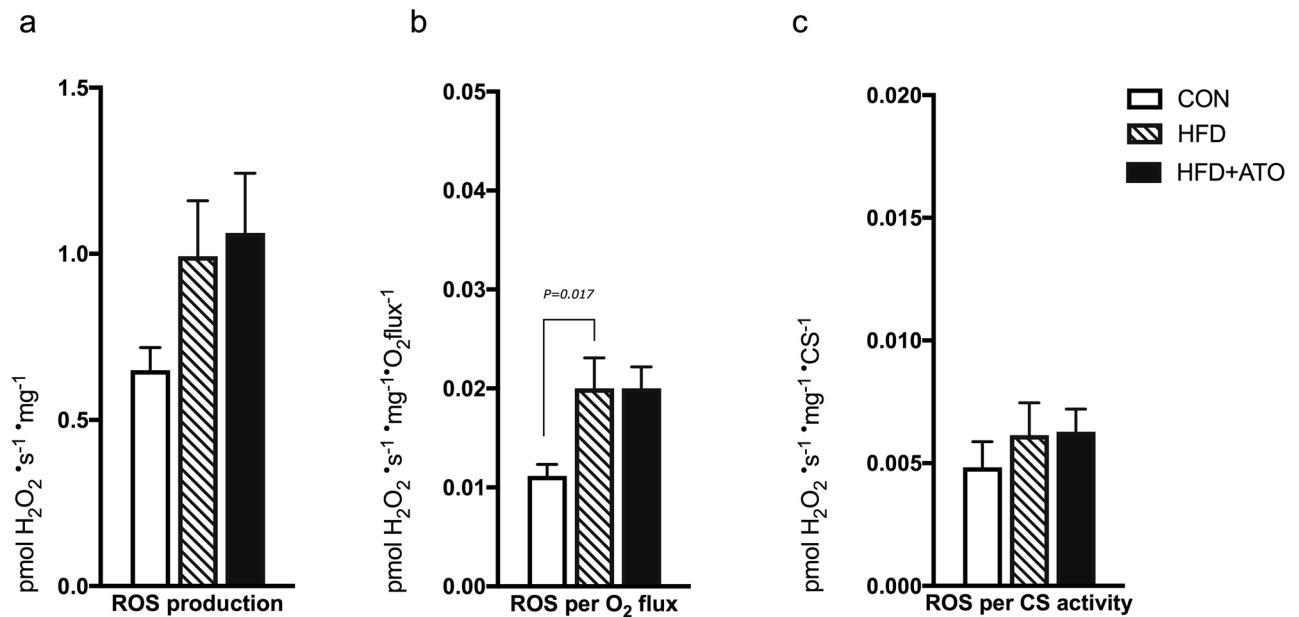 a
b
c
1.5
1.0
0.5
0.0
pmol H₂O₂ •s⁻¹ •mg⁻¹
ROS production
0.05
0.04
0.03
0.02
0.01
0.00
pmol H₂O₂ •s⁻¹ •mg⁻¹•O₂flux⁻¹
P=0.017
ROS per O₂ flux
0.020
0.015
0.010
0.005
0.000
pmol H₂O₂ •s⁻¹ •mg⁻¹ •CS⁻¹
ROS per CS activity
CON
HFD
HFD+ATO